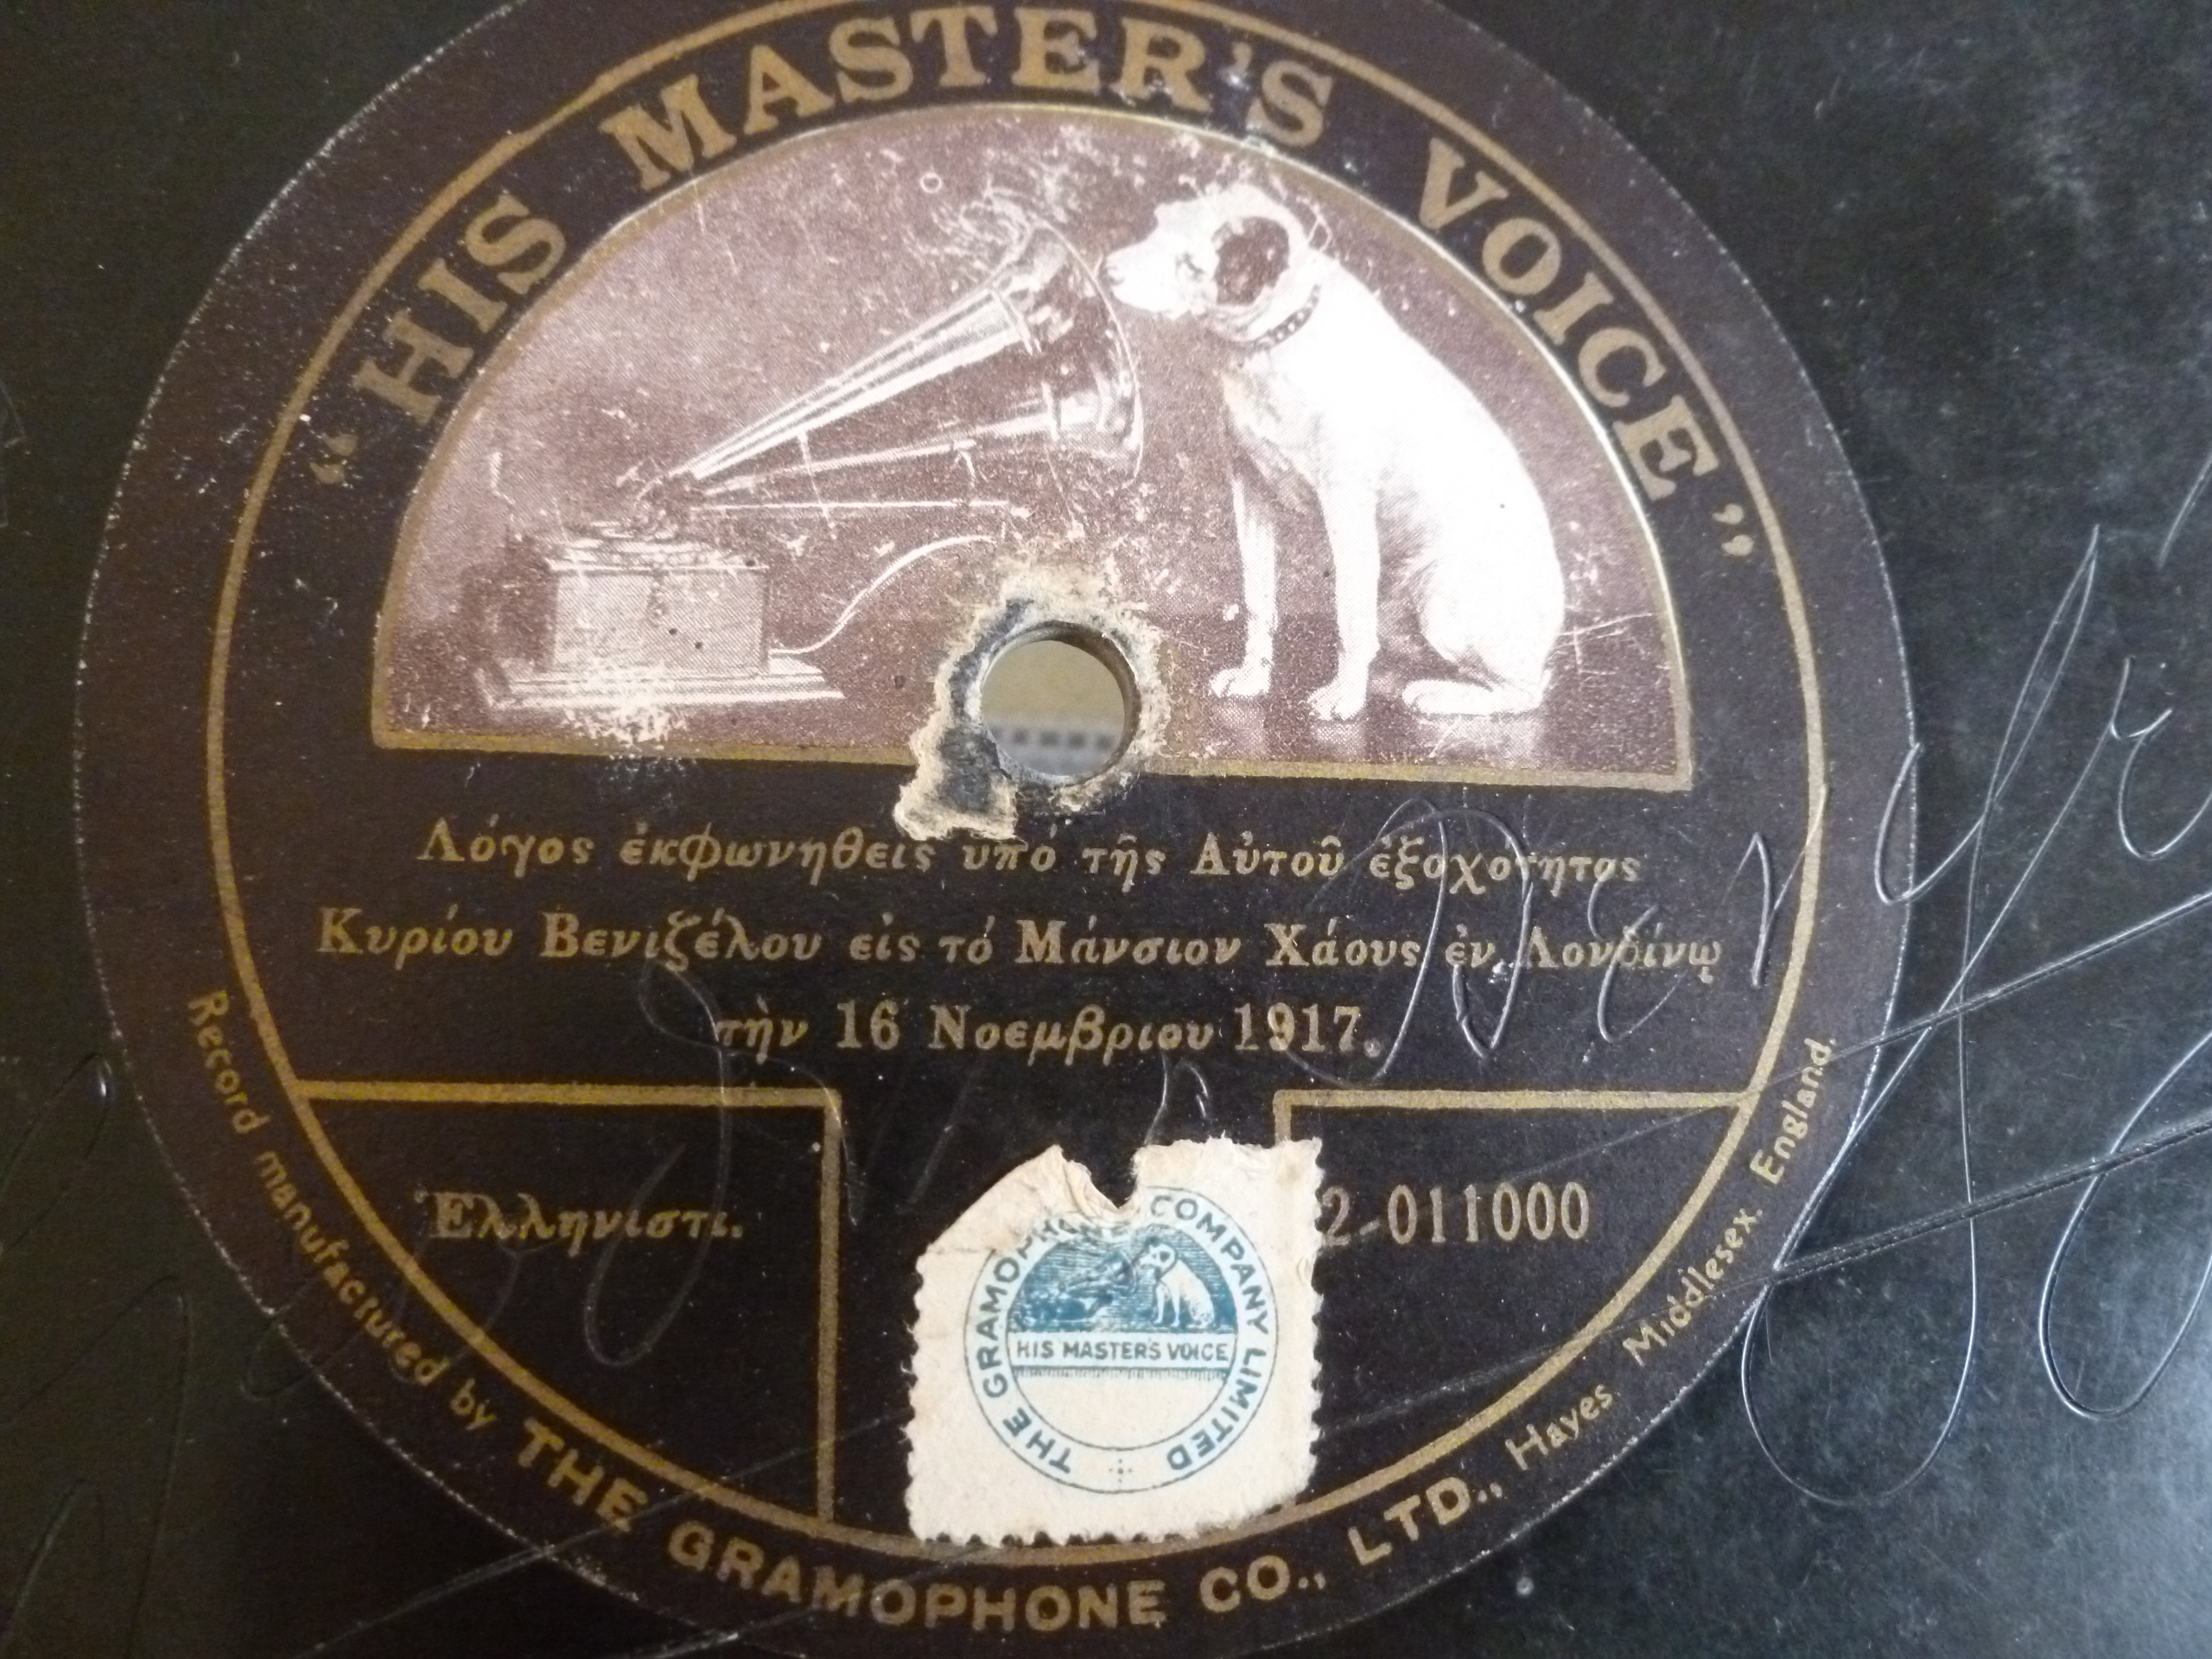 “HIS MASTER'S VOICE”
Λόγος ἐκφωνηθεὶς ὑπὸ τῆς Αὐτοῦ ἐξοχότητος
Κυρίου Βενιζέλου εἰς τό Μάνσιον Χάους ἐν Λονδίνῳ
τὴν 16 Νοεμβριου 1917.
Ἑλληνιστι.
2-011000
THE GRAMOPHONE COMPANY LIMITED
HIS MASTER'S VOICE
Record manufactured by THE GRAMOPHONE CO., LTD., Hayes Middlesex. England.